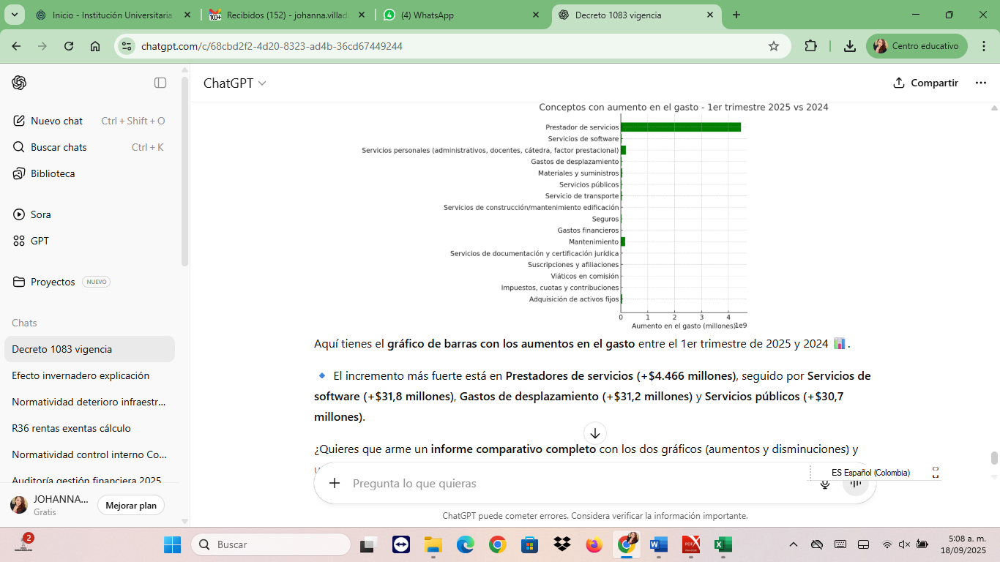 Inicio - Institución Universitaria
Recibidos (152) - johanna.villad
(4) WhatsApp
Decreto 1083 vigencia
chatgpt.com/c/68cbd2f2-4d20-8323-ad4b-36cd67449244
Centro educativo
ChatGPT
Compartir
Nuevo chat Ctrl + Shift + O
Buscar chats Ctrl + K
Biblioteca
Sora
GPT
Proyectos NUEVO
Chats
Decreto 1083 vigencia
Efecto invernadero explicación
Normatividad deterioro infraestr...
R36 rentas exentas cálculo
Normatividad control interno Co...
Auditoría gestión financiera 2025
JOHANNA...
Gratis
Mejorar plan
Conceptos con aumento en el gasto - 1er trimestre 2025 vs 2024
Prestador de servicios
Servicios de software
Servicios personales (administrativos, docentes, cátedra, factor prestacional)
Gastos de desplazamiento
Materiales y suministros
Servicios públicos
Servicio de transporte
Servicios de construcción/mantenimiento edificación
Seguros
Gastos financieros
Mantenimiento
Servicios de documentación y certificación jurídica
Suscripciones y afiliaciones
Viáticos en comisión
Impuestos, cuotas y contribuciones
Adquisición de activos fijos
0 1 2 3 4
Aumento en el gasto (millones) 1e9
Aquí tienes el gráfico de barras con los aumentos en el gasto entre el 1er trimestre de 2025 y 2024 📊.
🔹 El incremento más fuerte está en Prestadores de servicios (+$4.466 millones), seguido por Servicios de
software (+$31,8 millones), Gastos de desplazamiento (+$31,2 millones) y Servicios públicos (+$30,7
millones).
¿Quieres que arme un informe comparativo completo con los dos gráficos (aumentos y disminuciones) y
Pregunta lo que quieras
ES Español (Colombia)
ChatGPT puede cometer errores. Considera verificar la información importante.
2
Buscar
5:08 a. m.
18/09/2025